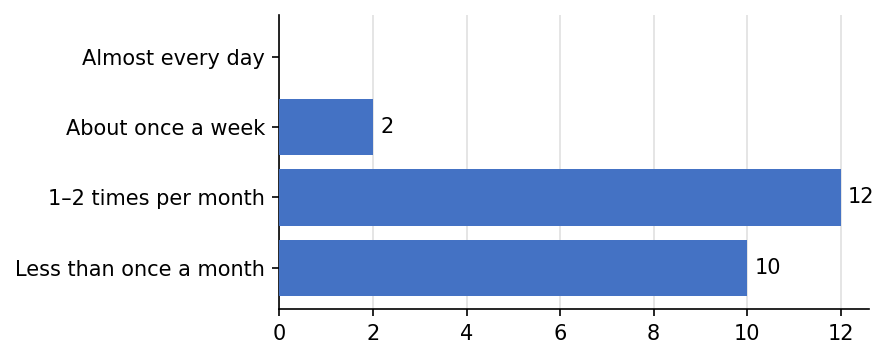 Almost every day
About once a week 2
1–2 times per month 12
Less than once a month 10
0 2 4 6 8 10 12